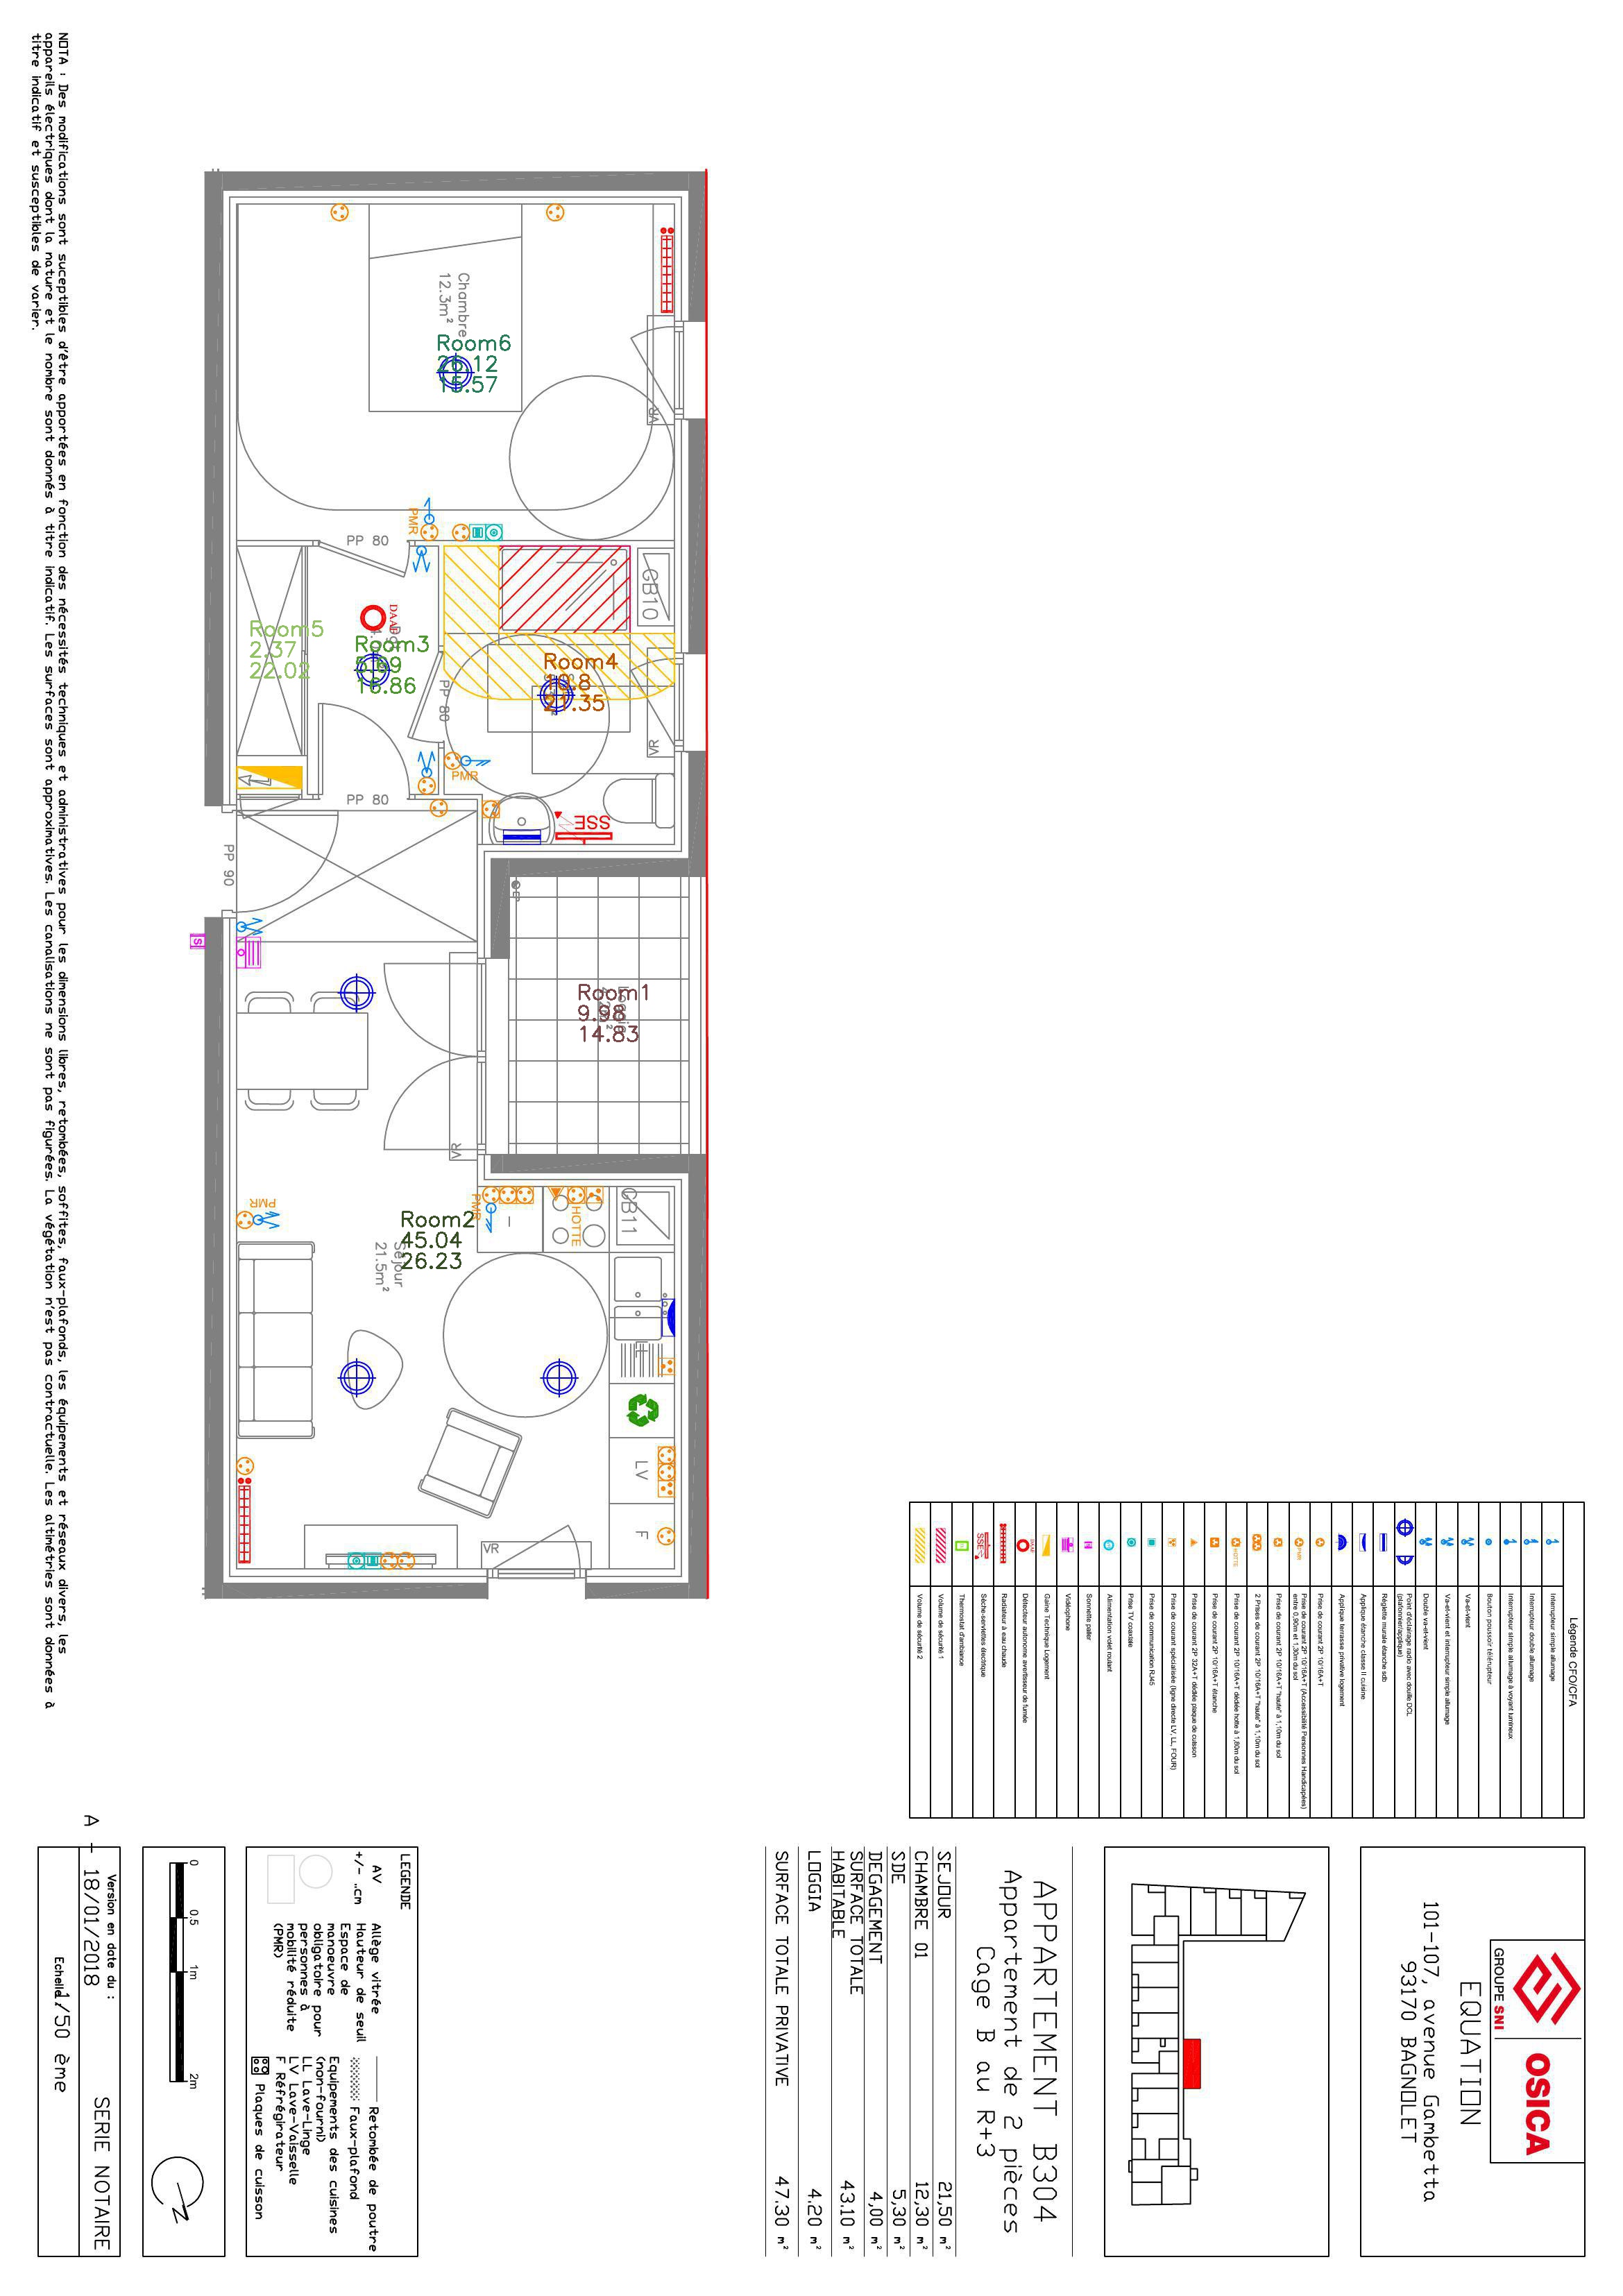 NOTA : Des modifications sont suceptibles d'être apportées en fonction des nécessités techniques et administratives pour les dimensions libres, retombées, soffites, faux-plafonds, les équipements et réseaux divers, les
appareils électriques dont la nature et le nombre sont donnés à titre indicatif. Les surfaces sont approximatives. Les canalisations ne sont pas figurées. La végétation n'est pas contractuelle. Les altimétries sont données à
titre indicatif et susceptibles de varier.
Chambre
12.3m²
Room6
26.12
15.57
VR
PMR
PP 80
GB10
DAAF
Room5
2.37
22.02
Room3
16.86
Room4
21.35
PP 80
VR
PMR
PP 80
SSE
PP 90
S
Room1
14.83
VR
PMR
PMR
HOTTE
GB11
Room2
45.04
26.23
Séjour
21.5m²
LL
LV
F
VR
Légende CFO/CFA
Interrupteur simple allumage
Interrupteur double allumage
Interrupteur simple allumage à voyant lumineux
Bouton poussoir télérupteur
Va-et-vient
Va-et-vient et interrupteur simple allumage
Double va-et-vient
Point d'éclairage radio avec douille DCL
(plafonnier/applique)
Réglette murale étanche sdb
Applique étanche classe II cuisine
Applique terrasse privative logement
Prise de courant 2P 10/16A+T
Prise de courant 2P 10/16A+T (Accessibilité Personnes Handicapées)
entre 0,90m et 1,30m du sol
Prise de courant 2P 10/16A+T "haute" à 1,10m du sol
2 Prises de courant 2P 10/16A+T "haute" à 1,10m du sol
Prise de courant 2P 10/16A+T dédiée hotte à 1,80m du sol
Prise de courant 2P 10/16A+T étanche
Prise de courant 2P 32A+T dédiée plaque de cuisson
Prise de courant spécialisée (ligne directe LV, LL, FOUR)
Prise de communication RJ45
Prise TV coaxiale
Alimentation volet roulant
Sonnette palier
Vidéophone
Gaine Technique Logement
Détecteur autonome avertisseur de fumée
Radiateur à eau chaude
Sèche-serviettes électrique
Thermostat d'ambiance
Volume de sécurité 1
Volume de sécurité 2
GROUPE SNI
OSICA
EQUATION
101-107, avenue Gambetta
93170 BAGNOLET
APPARTEMENT B304
Appartement de 2 pièces
Cage B au R+3
SEJOUR 21,50 m²
CHAMBRE 01 12,30 m²
SDE 5,30 m²
DEGAGEMENT 4,00 m²
SURFACE TOTALE
HABITABLE 43.10 m²
LOGGIA 4.20 m²
SURFACE TOTALE PRIVATIVE 47.30 m²
LEGENDE
AV Allège vitrée
+/- ..cm Hauteur de seuil
Espace de
manoeuvre
obligatoire pour
personnes à
mobilité réduite
(PMR)
Retombée de poutre
Faux-plafond
Equipements des cuisines
(non-fourni)
LL Lave-Linge
LV Lave-Vaisselle
F Réfrigérateur
Plaques de cuisson
0 0.5 1m 2m
A -
Version en date du :
18/01/2018
SERIE NOTAIRE
Echelle 1/50 ème